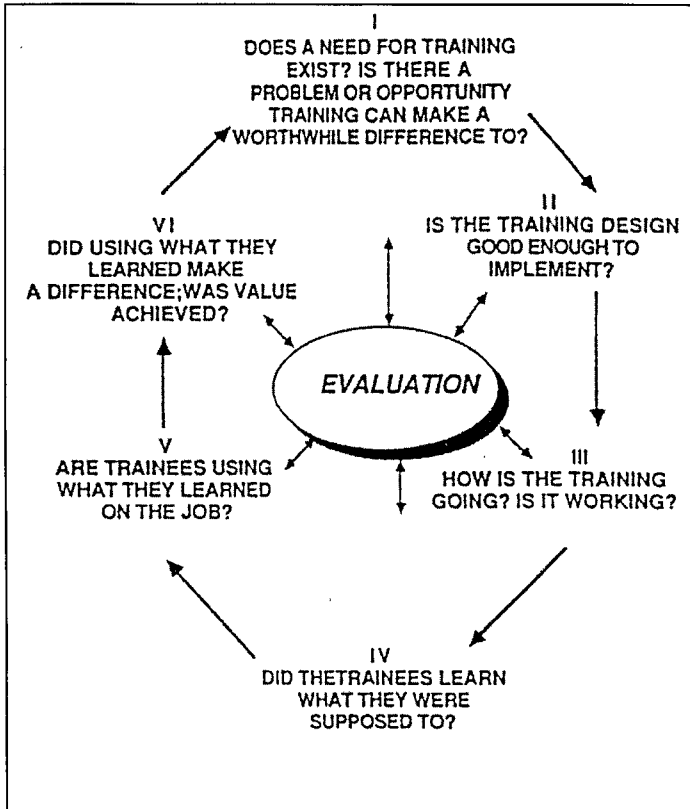 I
DOES A NEED FOR TRAINING
EXIST? IS THERE A
PROBLEM OR OPPORTUNITY
TRAINING CAN MAKE A
WORTHWHILE DIFFERENCE TO?
II
IS THE TRAINING DESIGN
GOOD ENOUGH TO
IMPLEMENT?
III
HOW IS THE TRAINING
GOING? IS IT WORKING?
IV
DID THETRAINEES LEARN
WHAT THEY WERE
SUPPOSED TO?
V
ARE TRAINEES USING
WHAT THEY LEARNED
ON THE JOB?
VI
DID USING WHAT THEY
LEARNED MAKE
A DIFFERENCE;WAS VALUE
ACHIEVED?
EVALUATION